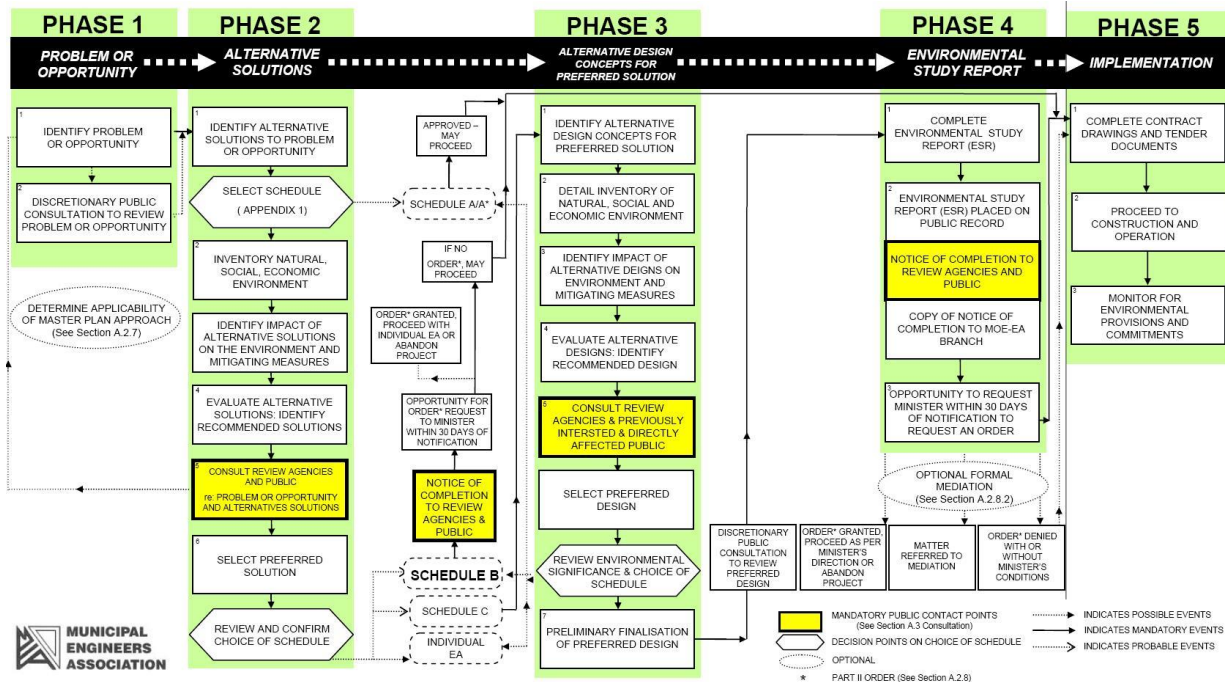 PHASE 1
PROBLEM OR
OPPORTUNITY
1
IDENTIFY PROBLEM
OR OPPORTUNITY
2
DISCRETIONARY PUBLIC
CONSULTATION TO REVIEW
PROBLEM OR OPPORTUNITY
DETERMINE APPLICABILITY
OF MASTER PLAN APPROACH
(See Section A.2.7)
PHASE 2
ALTERNATIVE
SOLUTIONS
1
IDENTIFY ALTERNATIVE
SOLUTIONS TO PROBLEM
OR OPPORTUNITY
SELECT SCHEDULE
( APPENDIX 1)
2
INVENTORY NATURAL,
SOCIAL, ECONOMIC
ENVIRONMENT
3
IDENTIFY IMPACT OF
ALTERNATIVE SOLUTIONS
ON THE ENVIRONMENT AND
MITIGATING MEASURES
4
EVALUATE ALTERNATIVE
SOLUTIONS: IDENTIFY
RECOMMENDED SOLUTIONS
5
CONSULT REVIEW AGENCIES
AND PUBLIC
re: PROBLEM OR OPPORTUNITY
AND ALTERNATIVES SOLUTIONS
6
SELECT PREFERRED
SOLUTION
REVIEW AND CONFIRM
CHOICE OF SCHEDULE
APPROVED –
MAY
PROCEED
SCHEDULE A/A*
IF NO
ORDER*, MAY
PROCEED
ORDER* GRANTED,
PROCEED WITH
INDIVIDUAL EA OR
ABANDON
PROJECT
OPPORTUNITY FOR
ORDER* REQUEST
TO MINISTER
WITHIN 30 DAYS OF
NOTIFICATION
NOTICE OF
COMPLETION
TO REVIEW
AGENCIES &
PUBLIC
SCHEDULE B
SCHEDULE C
INDIVIDUAL
EA
PHASE 3
ALTERNATIVE DESIGN
CONCEPTS FOR
PREFERRED SOLUTION
1
IDENTIFY ALTERNATIVE
DESIGN CONCEPTS FOR
PREFERRED SOLUTION
2
DETAIL INVENTORY OF
NATURAL, SOCIAL AND
ECONOMIC ENVIRONMENT
3
IDENTIFY IMPACT OF
ALTERNATIVE DEIGNS ON
ENVIRONMENT AND
MITIGATING MEASURES
4
EVALUATE ALTERNATIVE
DESIGNS: IDENTIFY
RECOMMENDED DESIGN
5
CONSULT REVIEW
AGENCIES & PREVIOUSLY
INTERSTED & DIRECTLY
AFFECTED PUBLIC
SELECT PREFERRED
DESIGN
REVIEW ENVIRONMENTAL
SIGNIFICANCE & CHOICE OF
SCHEDULE
7
PRELIMINARY FINALISATION
OF PREFERRED DESIGN
DISCRETIONARY
PUBLIC
CONSULTATION
TO REVIEW
PREFERRED
DESIGN
PHASE 4
ENVIRONMENTAL
STUDY REPORT
1
COMPLETE
ENVIRONMENTAL STUDY
REPORT (ESR)
2
ENVIRONMENTAL STUDY
REPORT (ESR) PLACED ON
PUBLIC RECORD
NOTICE OF COMPLETION TO
REVIEW AGENCIES AND
PUBLIC
COPY OF NOTICE OF
COMPLETION TO MOE-EA
BRANCH
3
OPPORTUNITY TO REQUEST
MINISTER WITHIN 30 DAYS
OF NOTIFICATION TO
REQUEST AN ORDER
OPTIONAL FORMAL
MEDIATION
(See Section A.2.8.2)
ORDER* GRANTED,
PROCEED AS PER
MINISTER'S
DIRECTION OR
ABANDON
PROJECT
MATTER
REFERRED TO
MEDIATION
ORDER* DENIED
WITH OR
WITHOUT
MINISTER'S
CONDITIONS
PHASE 5
IMPLEMENTATION
1
COMPLETE CONTRACT
DRAWINGS AND TENDER
DOCUMENTS
2
PROCEED TO
CONSTRUCTION AND
OPERATION
3
MONITOR FOR
ENVIRONMENTAL
PROVISIONS AND
COMMITMENTS
MANDATORY PUBLIC CONTACT POINTS
(See Section A.3 Consultation)
DECISION POINTS ON CHOICE OF SCHEDULE
OPTIONAL
* PART II ORDER (See Section A.2.8)
INDICATES POSSIBLE EVENTS
INDICATES MANDATORY EVENTS
INDICATES PROBABLE EVENTS
MUNICIPAL
ENGINEERS
ASSOCIATION